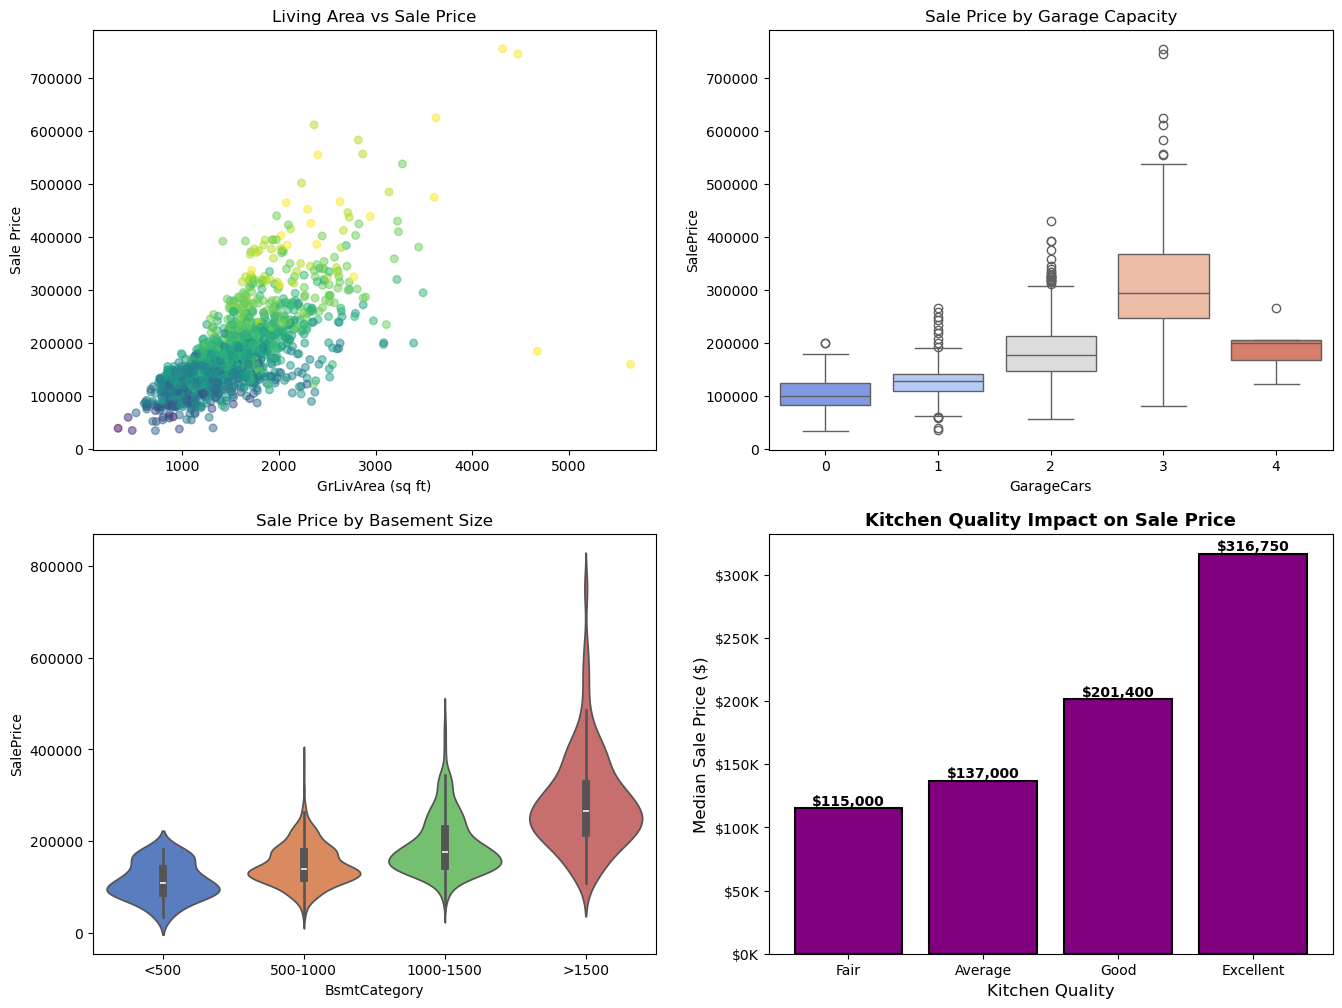 Living Area vs Sale Price
Sale Price
700000
600000
500000
400000
300000
200000
100000
0
1000 2000 3000 4000 5000
GrLivArea (sq ft)
Sale Price by Garage Capacity
SalePrice
700000
600000
500000
400000
300000
200000
100000
0
0 1 2 3 4
GarageCars
Sale Price by Basement Size
SalePrice
800000
600000
400000
200000
0
<500 500-1000 1000-1500 >1500
BsmtCategory
Kitchen Quality Impact on Sale Price
Median Sale Price ($)
$300K
$250K
$200K
$150K
$100K
$50K
$0K
$115,000
$137,000
$201,400
$316,750
Fair Average Good Excellent
Kitchen Quality